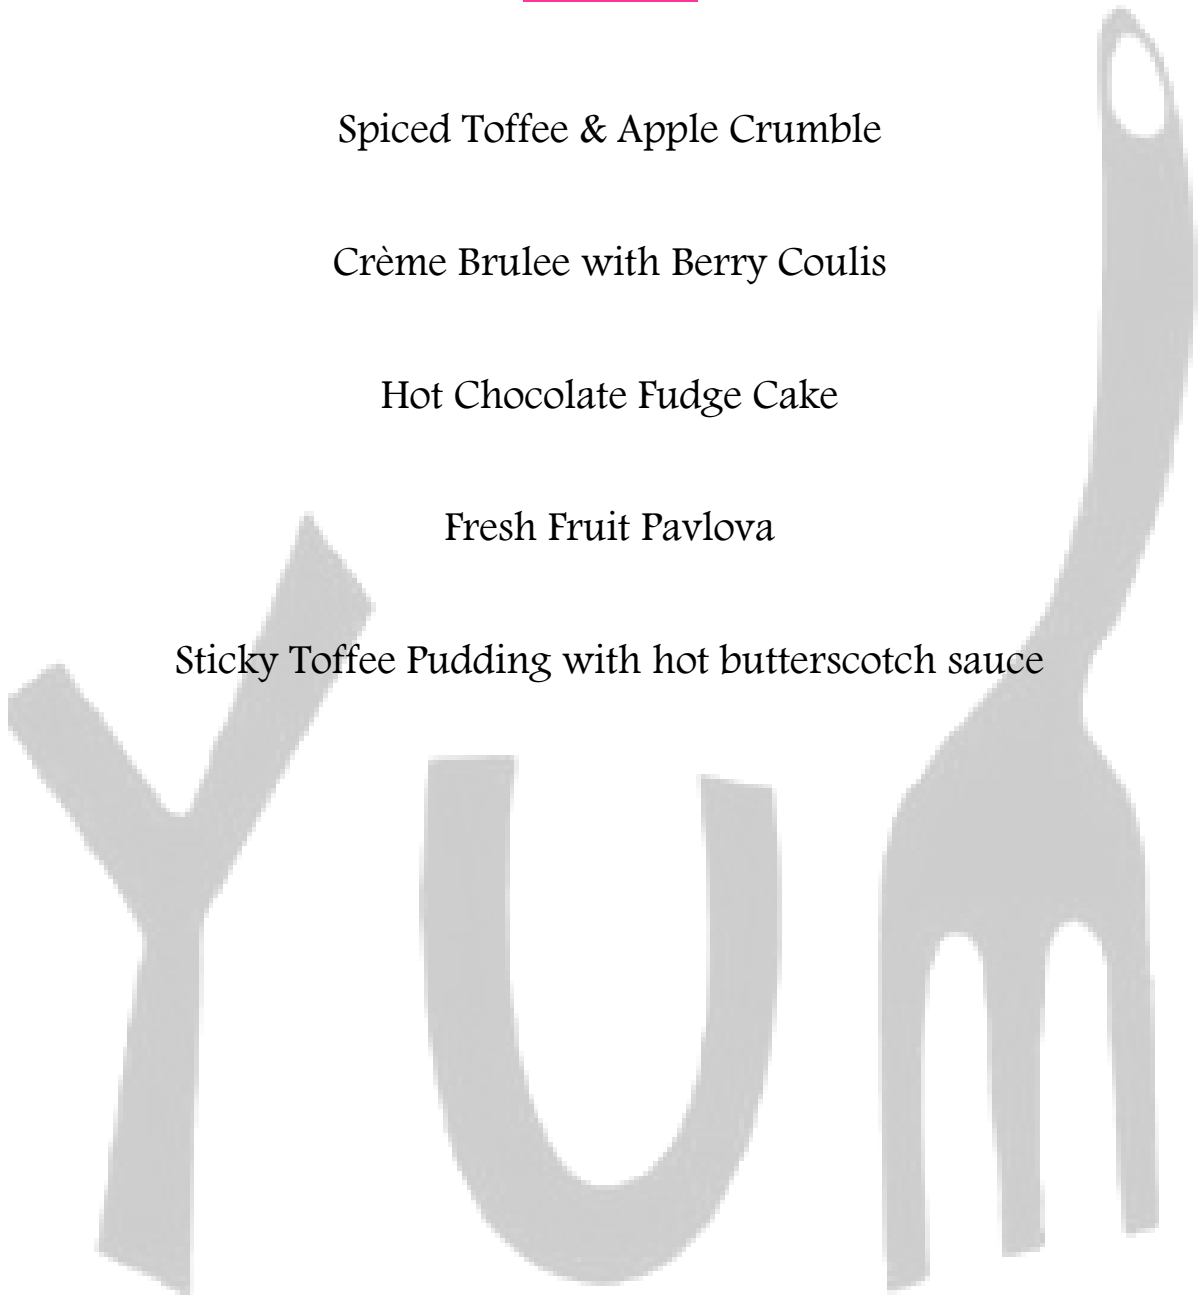 Spiced Toffee & Apple Crumble
Crème Brulee with Berry Coulis
Hot Chocolate Fudge Cake
Fresh Fruit Pavlova
Sticky Toffee Pudding with hot butterscotch sauce
YUM